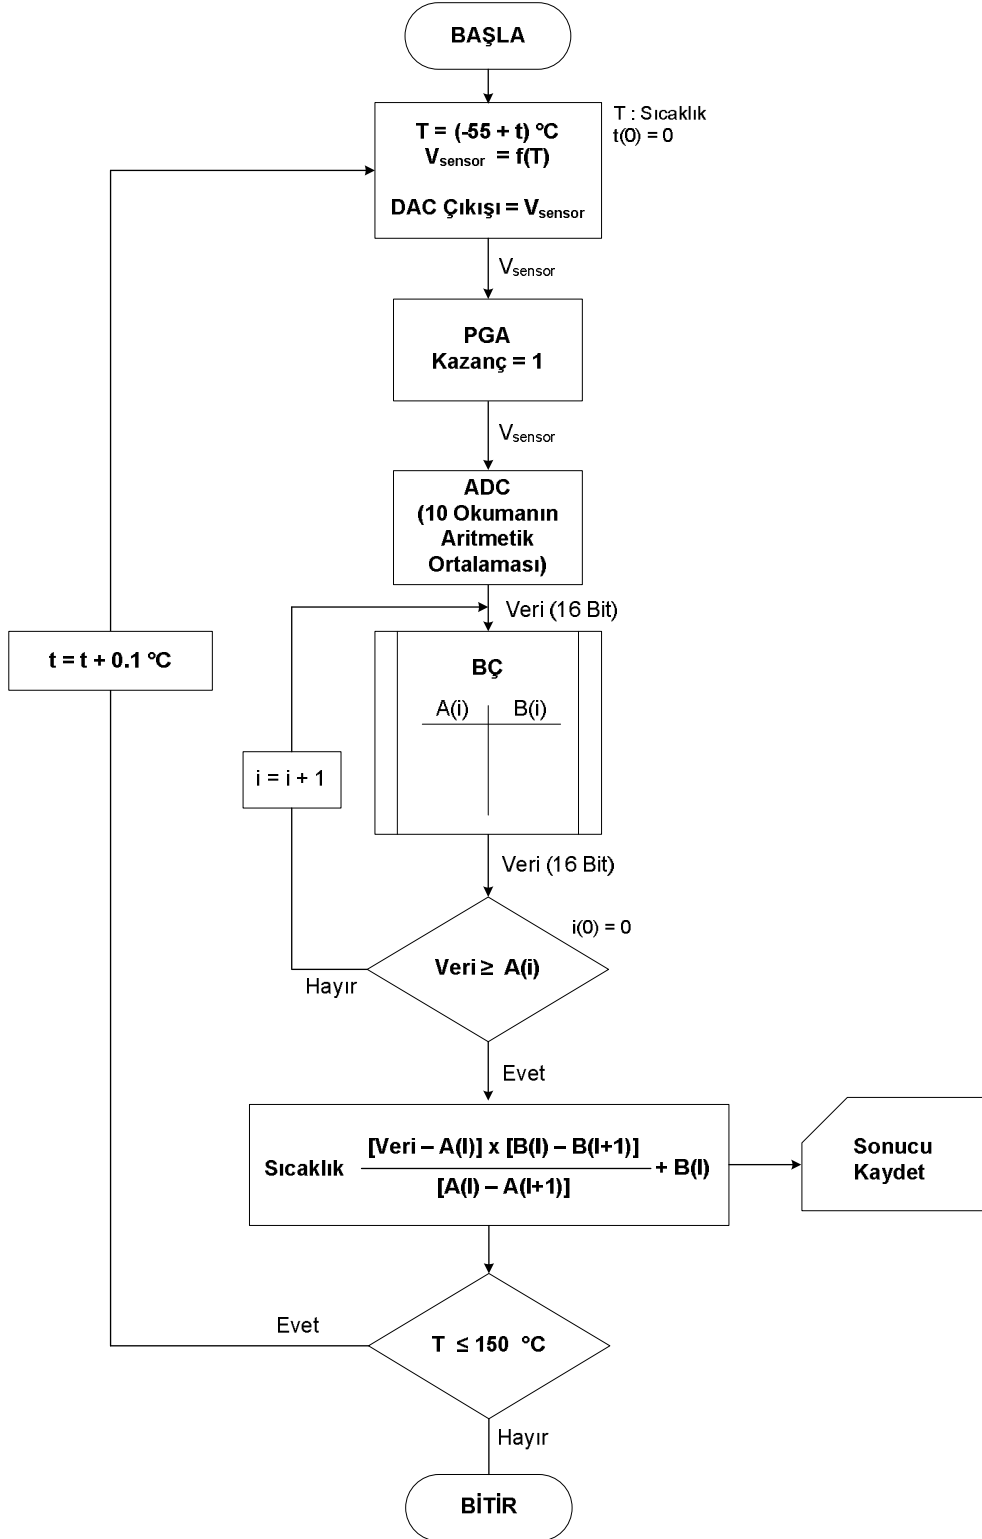 BAŞLA
T : Sıcaklık
t(0) = 0
T = (-55 + t) °C
Vsensor = f(T)
DAC Çıkışı = Vsensor
Vsensor
PGA
Kazanç = 1
Vsensor
ADC
(10 Okumanın
Aritmetik
Ortalaması)
Veri (16 Bit)
t = t + 0.1 °C
BÇ
A(i) B(i)
i = i + 1
Veri (16 Bit)
i(0) = 0
Veri ≥ A(i)
Hayır
Evet
Sıcaklık [Veri – A(I)] x [B(I) – B(I+1)] + B(I)
[A(I) – A(I+1)]
Sonucu
Kaydet
Evet
T ≤ 150 °C
Hayır
BİTİR